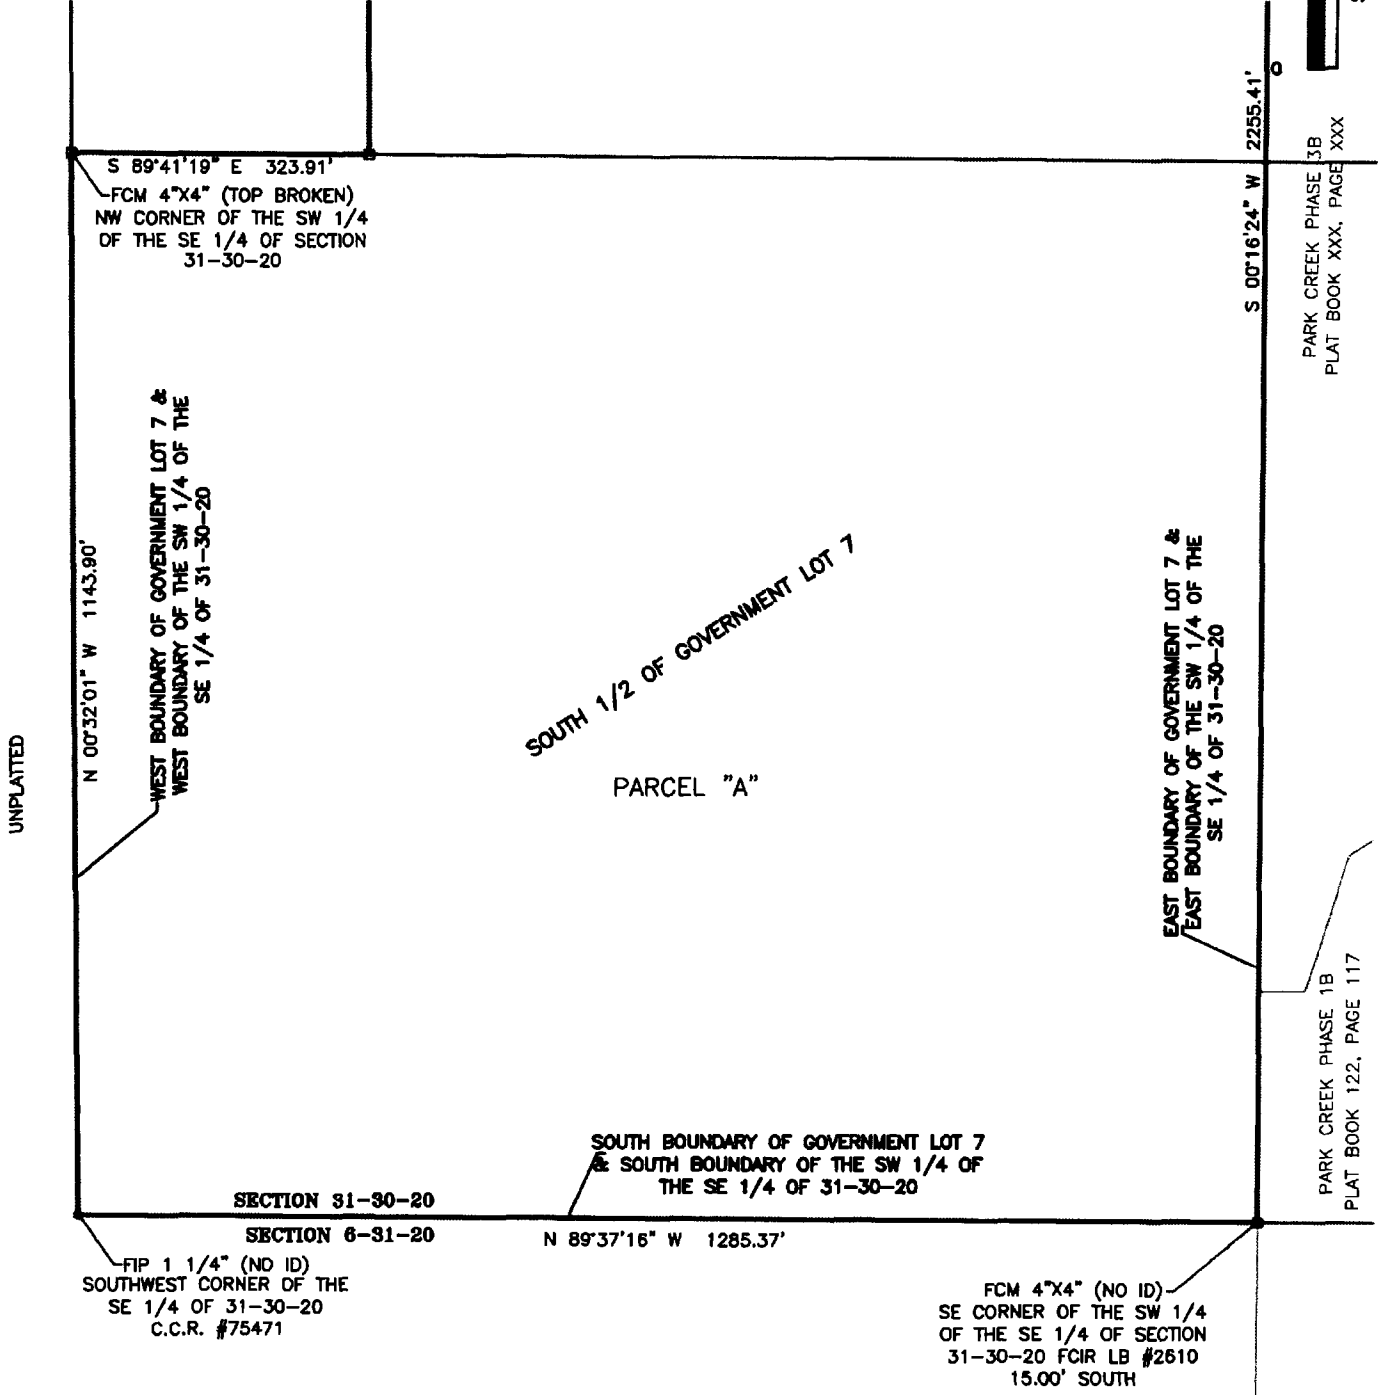 0
S 89°41'19" E 323.91'
FCM 4"X4" (TOP BROKEN)
NW CORNER OF THE SW 1/4
OF THE SE 1/4 OF SECTION
31-30-20
S 00°16'24" W 2255.41'
PARK CREEK PHASE 3B
PLAT BOOK XXX, PAGE XXX
UNPLATTED
N 00°32'01" W 1143.90'
WEST BOUNDARY OF GOVERNMENT LOT 7 &
WEST BOUNDARY OF THE SW 1/4 OF THE
SE 1/4 OF 31-30-20
SOUTH 1/2 OF GOVERNMENT LOT 7
PARCEL "A"
EAST BOUNDARY OF GOVERNMENT LOT 7 &
EAST BOUNDARY OF THE SW 1/4 OF THE
SE 1/4 OF 31-30-20
PARK CREEK PHASE 1B
PLAT BOOK 122, PAGE 117
SOUTH BOUNDARY OF GOVERNMENT LOT 7
& SOUTH BOUNDARY OF THE SW 1/4 OF
THE SE 1/4 OF 31-30-20
SECTION 31-30-20
SECTION 6-31-20
N 89°37'16" W 1285.37'
FIP 1 1/4" (NO ID)
SOUTHWEST CORNER OF THE
SE 1/4 OF 31-30-20
C.C.R. #75471
FCM 4"X4" (NO ID)
SE CORNER OF THE SW 1/4
OF THE SE 1/4 OF SECTION
31-30-20 FCIR LB #2610
15.00' SOUTH